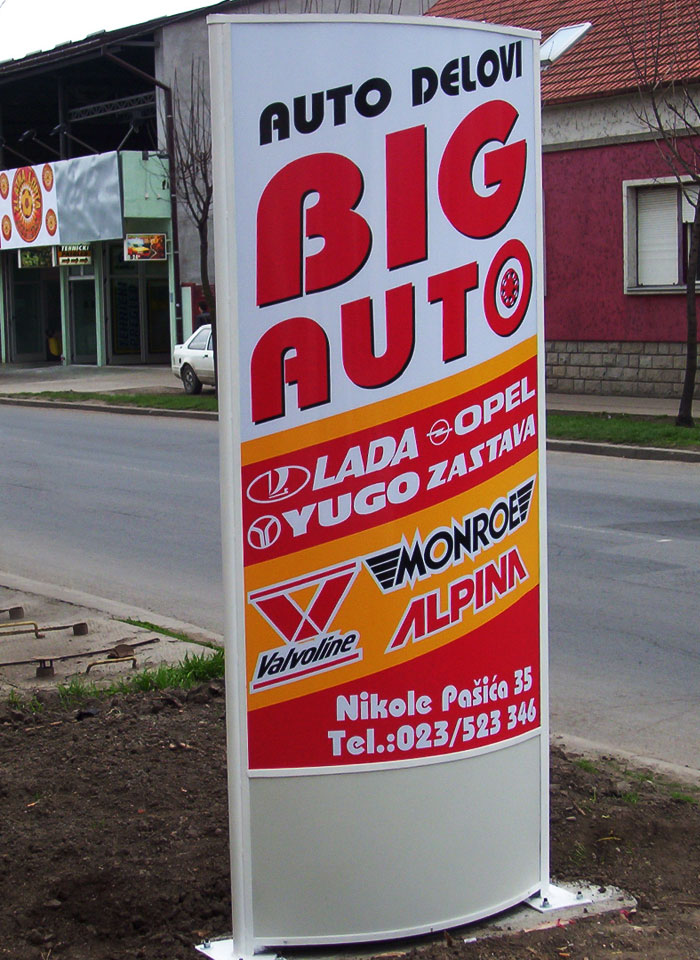 AUTO DELOVI
BIG
AUTO
LADA OPEL
YUGO ZASTAVA
MONROE
Valvoline ALPINA
Nikole Pašića 35
Tel.:023/523 346